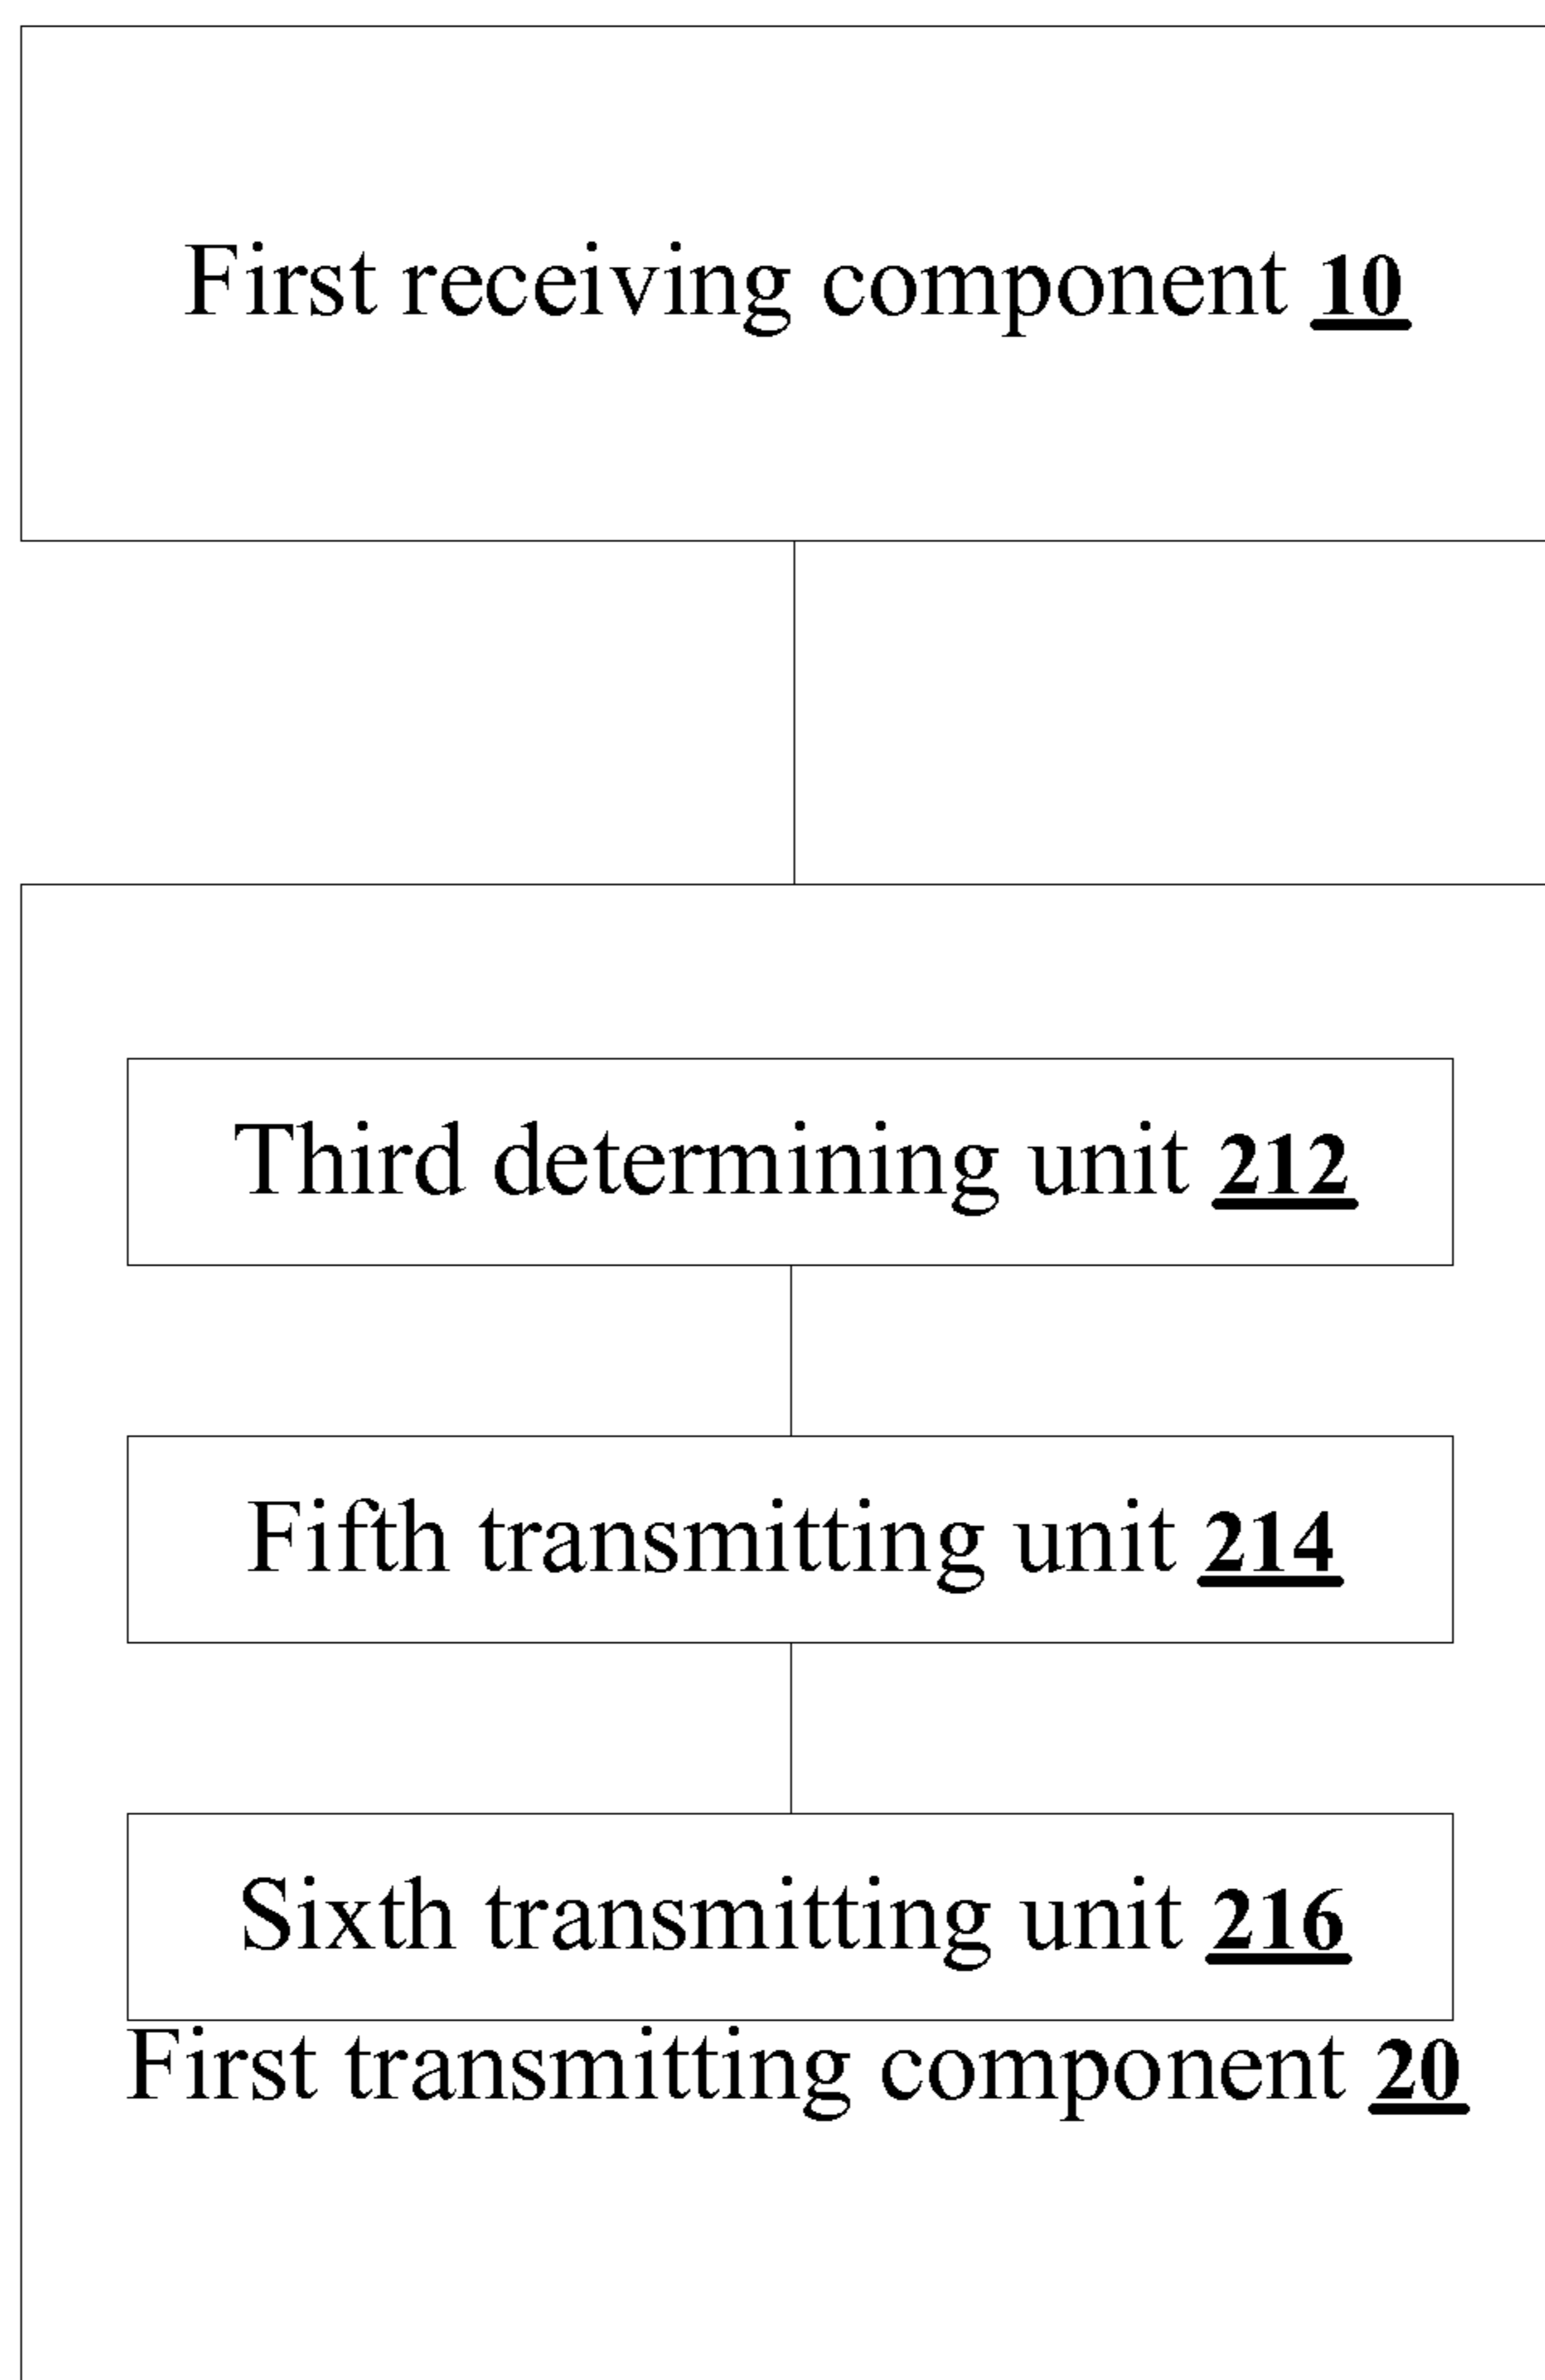 First receiving component 10
Third determining unit 212
Fifth transmitting unit 214
Sixth transmitting unit 216
First transmitting component 20